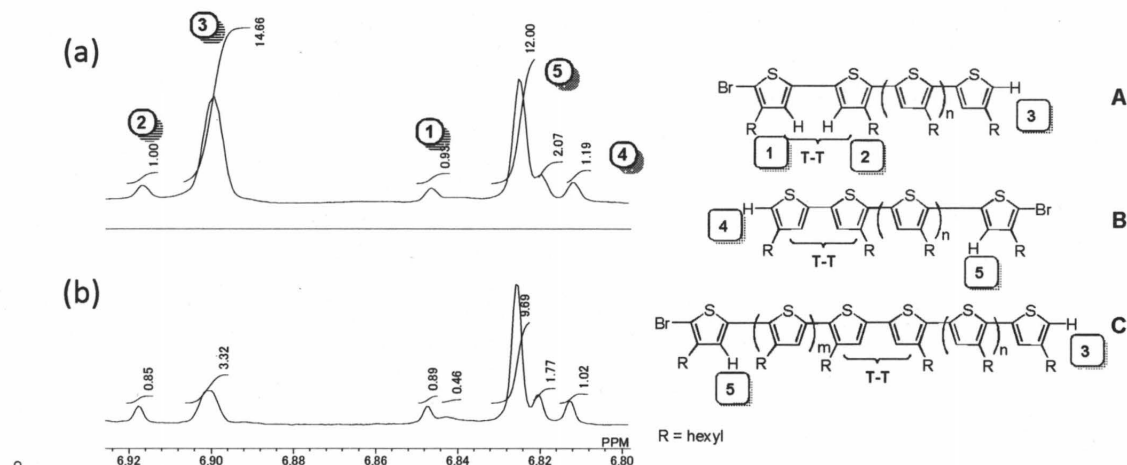 (a)
3
14.66
12.00
5
2
1.00
1
0.93
2.07
1.19
4
(b)
0.85
3.32
0.89
0.46
9.69
1.77
1.02
PPM
6.92 6.90 6.88 6.86 6.84 6.82 6.80
Br S S S S H
R H H R R n R
1 T-T 2
3
A
H S S S S Br
4
R R R n H R
T-T
5
B
Br S S S S S S H
R H R m R R R n R
T-T
5
3
C
R = hexyl